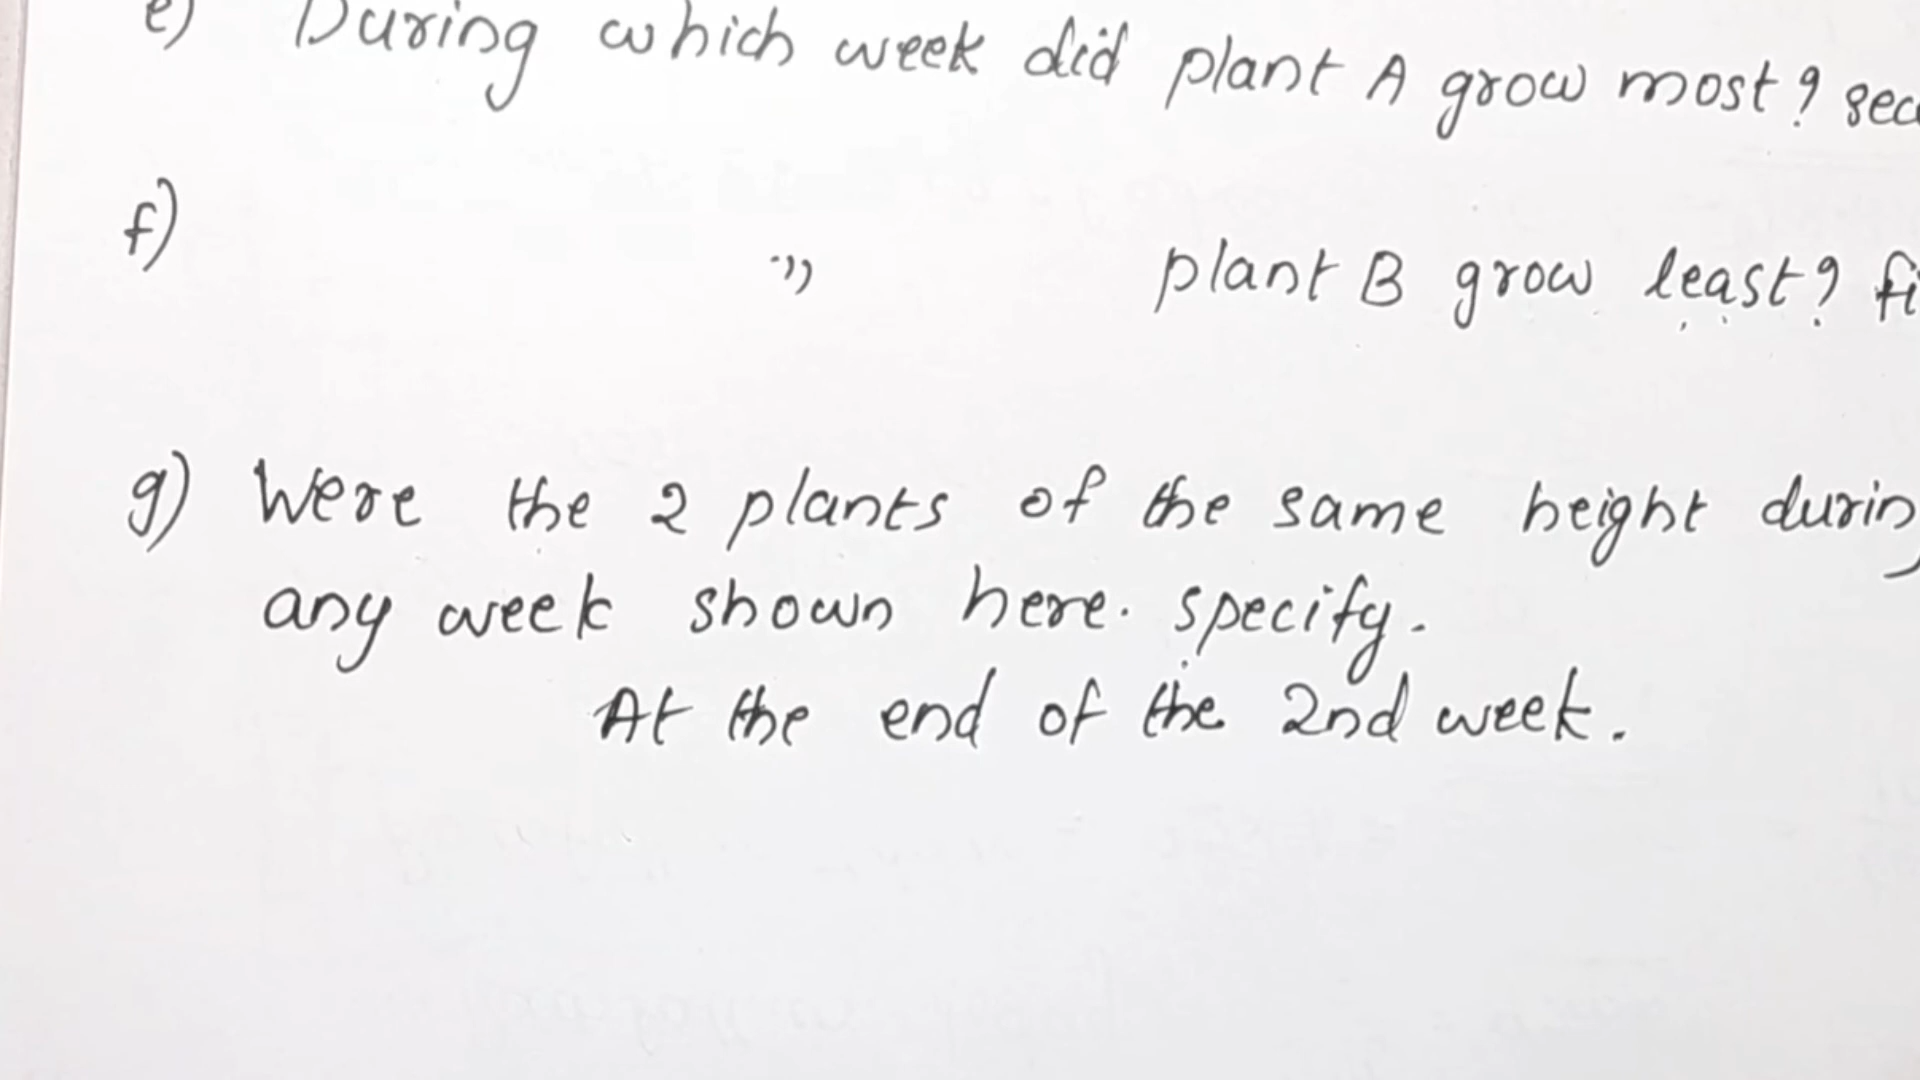 e) During which week did plant A grow most?
f) " plant B grow least?
g) Were the 2 plants of the same height
any week shown here. specify.
At the end of the 2nd week.